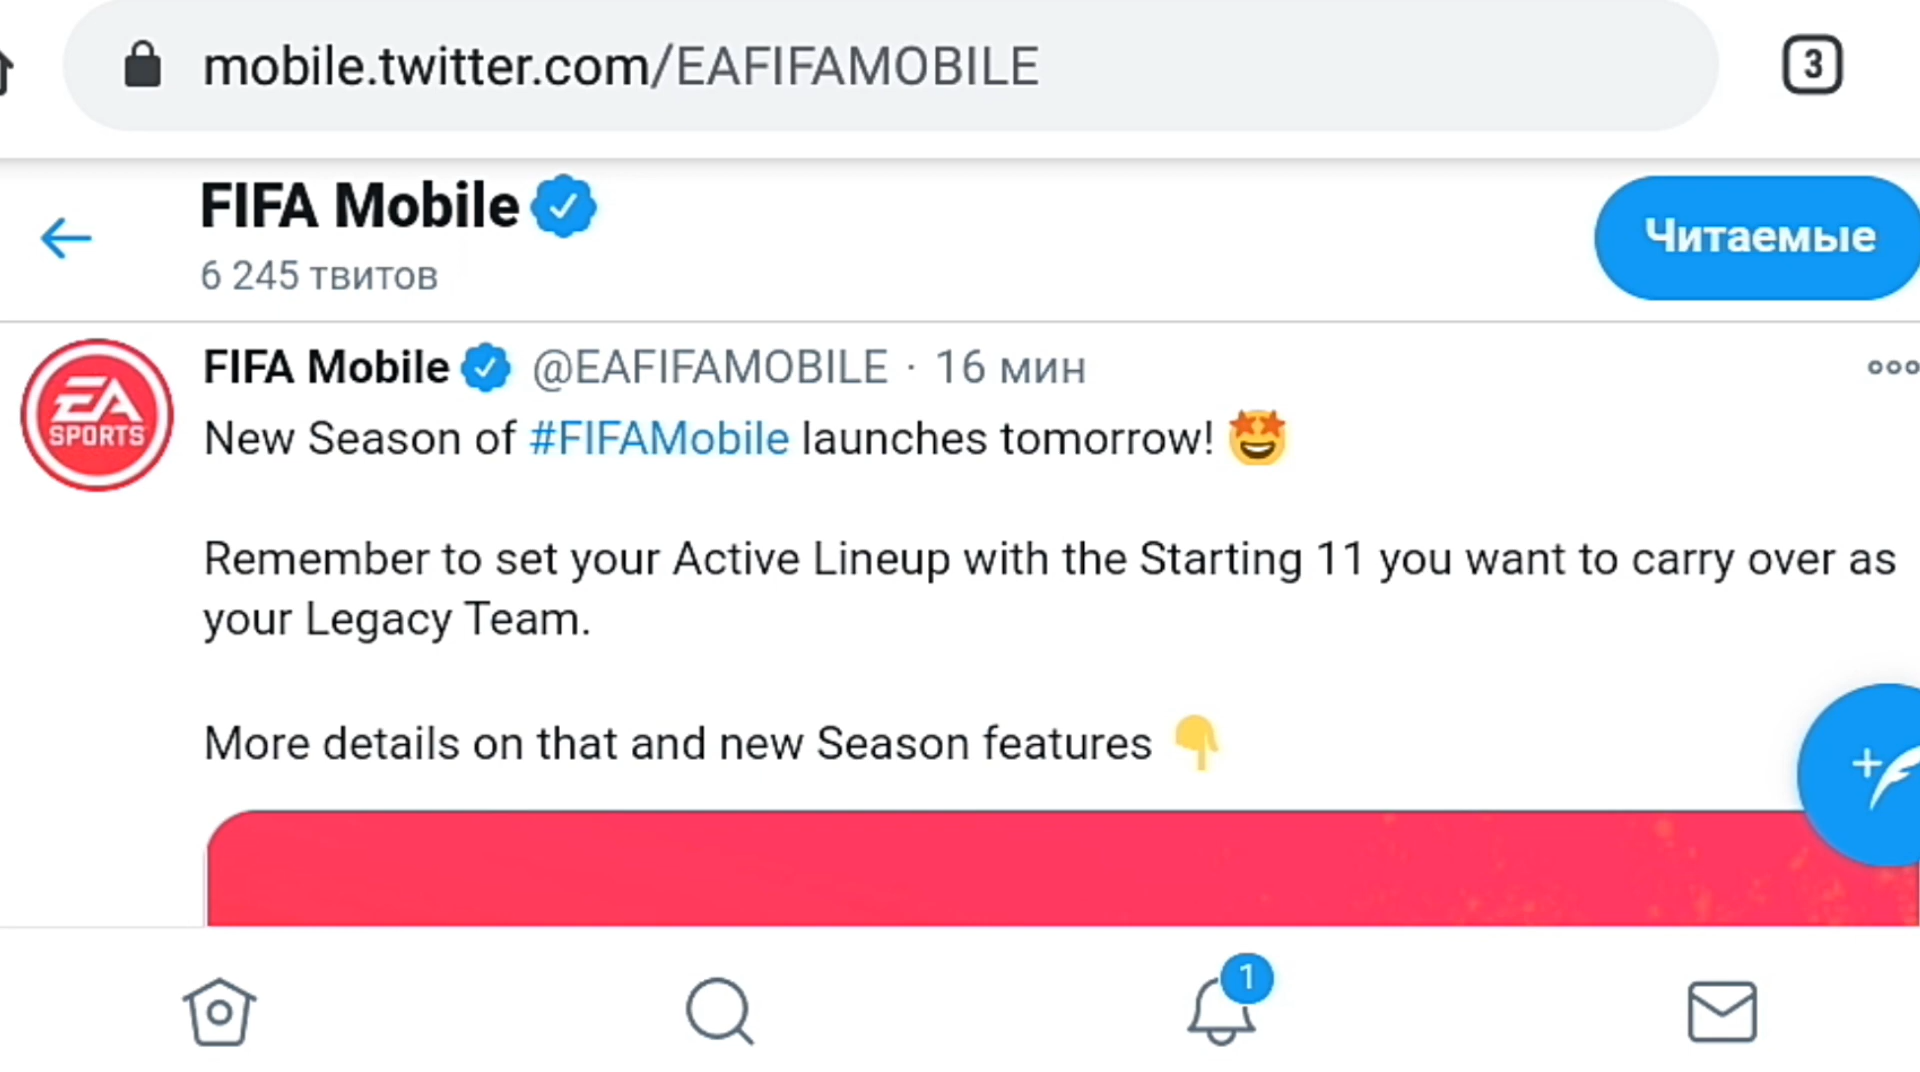 mobile.twitter.com/EAFIFAMOBILE
3
FIFA Mobile
6 245 твитов
Читаемые
EA
SPORTS
FIFA Mobile @EAFIFAMOBILE · 16 мин
New Season of #FIFAMobile launches tomorrow! 🤩
Remember to set your Active Lineup with the Starting 11 you want to carry over as
your Legacy Team.
More details on that and new Season features 👇
1